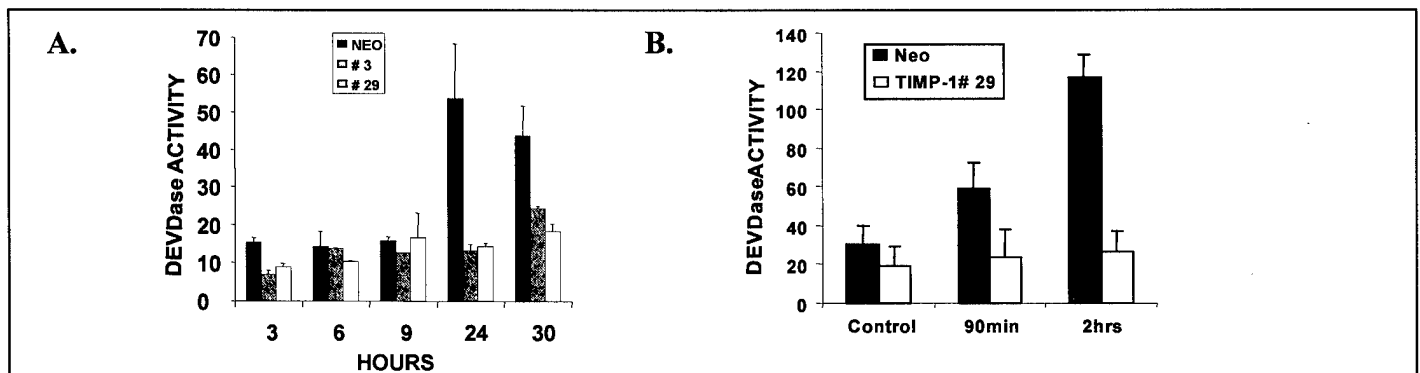 A.
70
60
50
40
30
20
10
0
DEVDase ACTIVITY
NEO
# 3
# 29
3 6 9 24 30
HOURS
B.
140
120
100
80
60
40
20
0
DEVDaseACTIVITY
Neo
TIMP-1# 29
Control 90min 2hrs